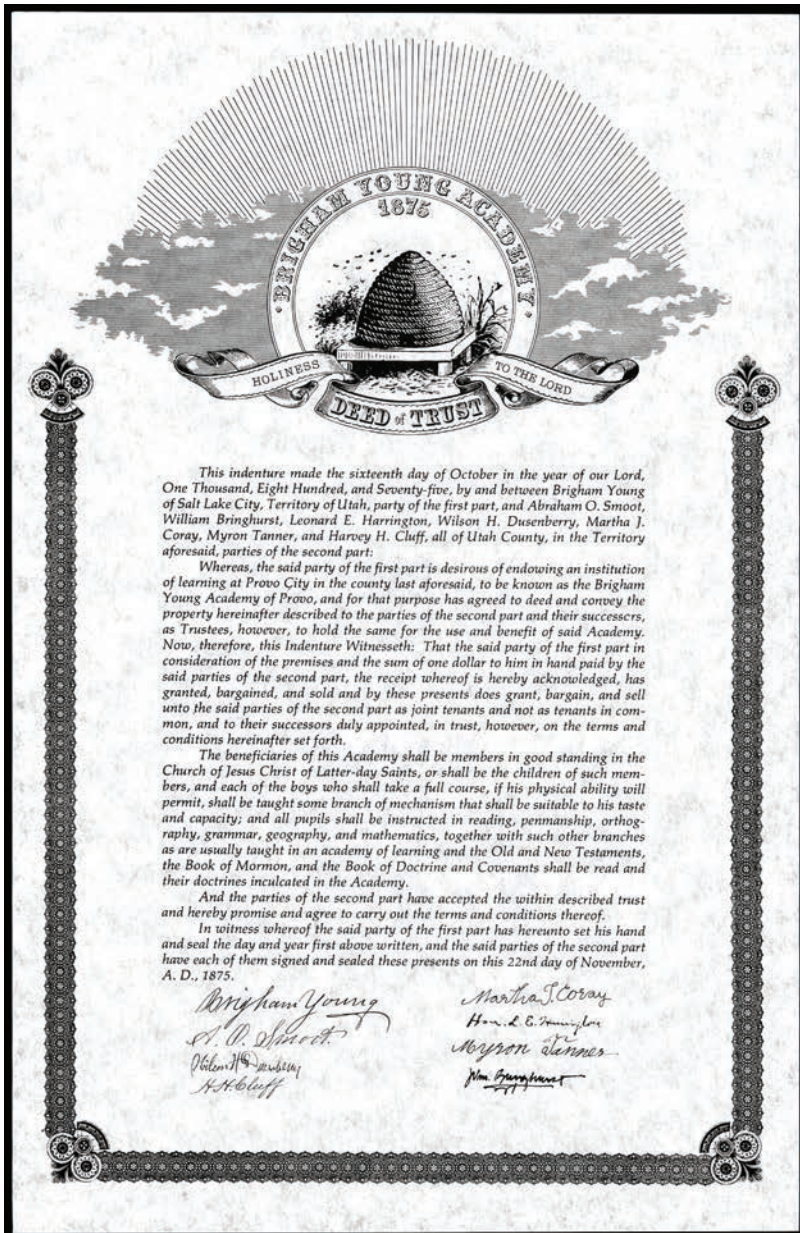 BRIGHAM YOUNG ACADEMY
1875
HOLINESS TO THE LORD
DEED of TRUST
This indenture made the sixteenth day of October in the year of our Lord,
One Thousand, Eight Hundred, and Seventy-five, by and between Brigham Young
of Salt Lake City, Territory of Utah, party of the first part, and Abraham O. Smoot,
William Bringhurst, Leonard E. Harrington, Wilson H. Dusenberry, Martha J.
Coray, Myron Tanner, and Harvey H. Cluff, all of Utah County, in the Territory
aforesaid, parties of the second part:
Whereas, the said party of the first part is desirous of endowing an institution
of learning at Provo City in the county last aforesaid, to be known as the Brigham
Young Academy of Provo, and for that purpose has agreed to deed and convey the
property hereinafter described to the parties of the second part and their successors,
as Trustees, however, to hold the same for the use and benefit of said Academy.
Now, therefore, this Indenture Witnesseth: That the said party of the first part in
consideration of the premises and the sum of one dollar to him in hand paid by the
said parties of the second part, the receipt whereof is hereby acknowledged, has
granted, bargained, and sold and by these presents does grant, bargain, and sell
unto the said parties of the second part as joint tenants and not as tenants in com-
mon, and to their successors duly appointed, in trust, however, on the terms and
conditions hereinafter set forth.
The beneficiaries of this Academy shall be members in good standing in the
Church of Jesus Christ of Latter-day Saints, or shall be the children of such mem-
bers, and each of the boys who shall take a full course, if his physical ability will
permit, shall be taught some branch of mechanism that shall be suitable to his taste
and capacity; and all pupils shall be instructed in reading, penmanship, orthog-
raphy, grammar, geography, and mathematics, together with such other branches
as are usually taught in an academy of learning and the Old and New Testaments,
the Book of Mormon, and the Book of Doctrine and Covenants shall be read and
their doctrines inculcated in the Academy.
And the parties of the second part have accepted the within described trust
and hereby promise and agree to carry out the terms and conditions thereof.
In witness whereof the said party of the first part has hereunto set his hand
and seal the day and year first above written, and the said parties of the second part
have each of them signed and sealed these presents on this 22nd day of November,
A. D., 1875.
Brigham Young
A. O. Smoot
Wilson H. Dusenberry
H H Cluff
Martha J. Coray
L. E. Harrington
Myron Tanner
Wm. Bringhurst